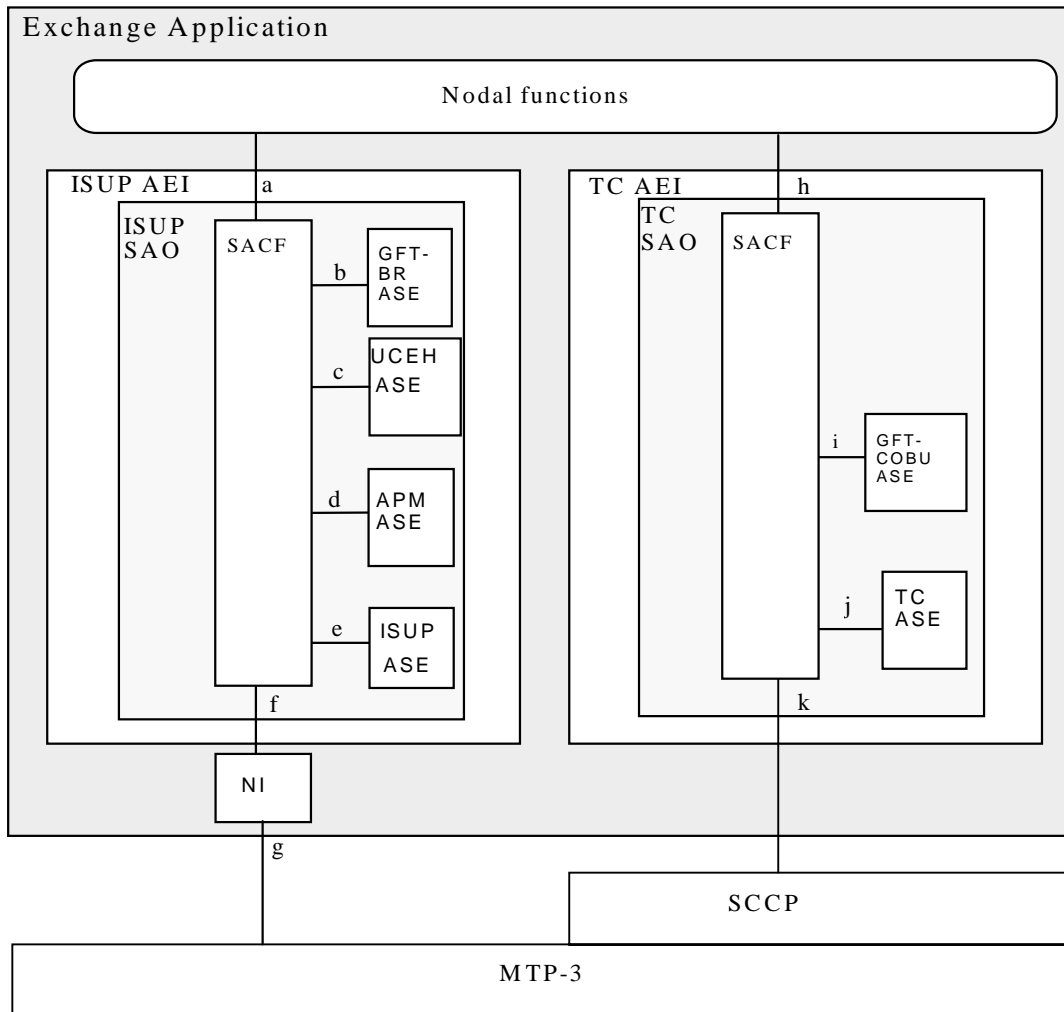 Exchange Application
Nodal functions
ISUP AEI
a
ISUP
SAO
SACF
b
GFT-
BR
ASE
c
UCEH
ASE
d
APM
ASE
e
ISUP
ASE
f
NI
g
TC AEI
h
TC
SAO
SACF
i
GFT-
COBU
ASE
j
TC
ASE
k
SCCP
MTP-3